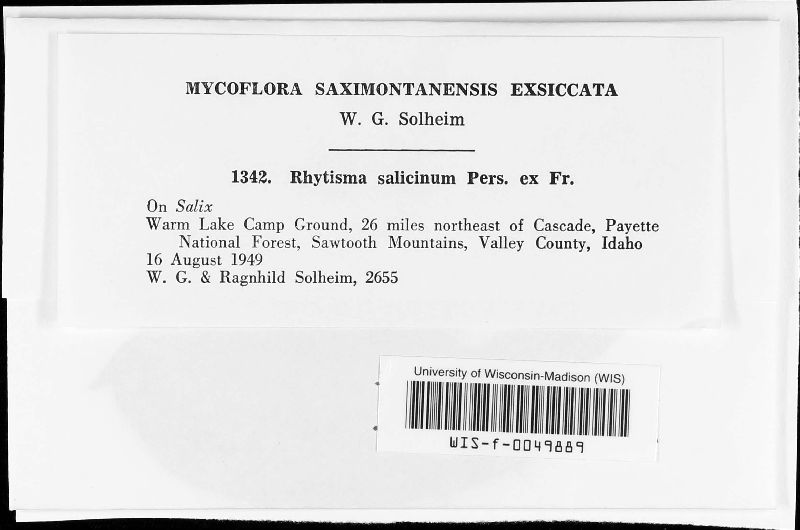 MYCOFLORA SAXIMONTANENSIS EXSICCATA
W. G. Solheim
1342. Rhytisma salicinum Pers. ex Fr.
On Salix
Warm Lake Camp Ground, 26 miles northeast of Cascade, Payette
National Forest, Sawtooth Mountains, Valley County, Idaho
16 August 1949
W. G. & Ragnhild Solheim, 2655
University of Wisconsin-Madison (WIS)
WIS-f-0049889